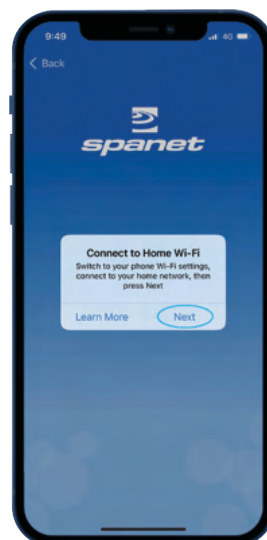 9:49
4G
Back
spanet
Connect to Home Wi-Fi
Switch to your phone Wi-Fi settings,
connect to your home network, then
press Next
Learn More Next